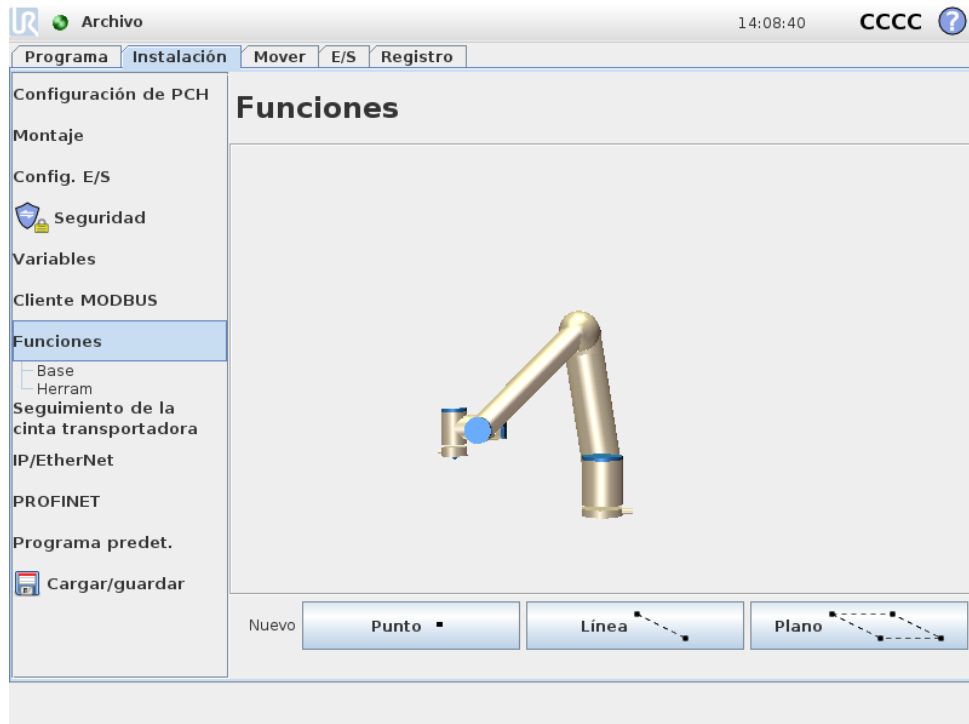 UR Archivo 14:08:40 CCCC ?
Programa Instalación Mover E/S Registro
Configuración de PCH
Montaje
Config. E/S
Seguridad
Variables
Cliente MODBUS
Funciones
Base
Herram
Seguimiento de la
cinta transportadora
IP/EtherNet
PROFINET
Programa predet.
Cargar/guardar
Funciones
Nuevo Punto Línea Plano